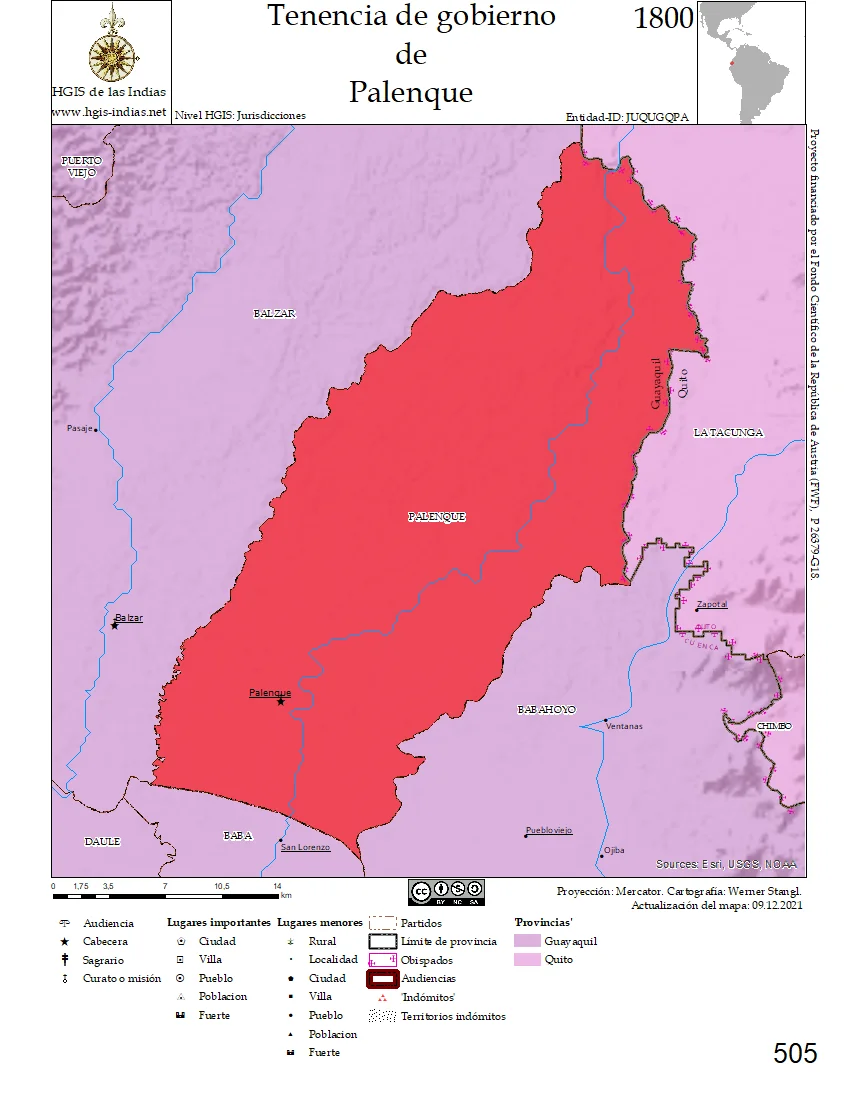 Tenencia de gobierno
de
Palenque
1800
HGIS de las Indias
www.hgis-indias.net
Nivel HGIS: Jurisdicciones
Entidad-ID: JUQUGQPA
Proyecto financiado por el Fondo Científico de la República de Austria (FWF), P 26379-G18.
PUERTO
VIEJO
BALZAR
Guayaquil
Quito
Pasaje
LA TACUNGA
PALENQUE
Balzar
Zapotal
QUITO
CUENCA
Palenque
BABAHOYO
Ventanas
CHIMBO
DAULE
BABA
San Lorenzo
Puebloviejo
Ojiba
Sources: Esri, USGS, NOAA
0 1,75 3,5 7 10,5 14
km
CC BY NC SA
Proyección: Mercator. Cartografía: Werner Stangl.
Actualización del mapa: 09.12.2021
Audiencia
Cabecera
Sagrario
Curato o misión
Lugares importantes
Ciudad
Villa
Pueblo
Poblacion
Fuerte
Lugares menores
Rural
Localidad
Ciudad
Villa
Pueblo
Poblacion
Fuerte
Partidos
Límite de provincia
Obispados
Audiencias
'Indómitos'
Territorios indómitos
'Provincias'
Guayaquil
Quito
505